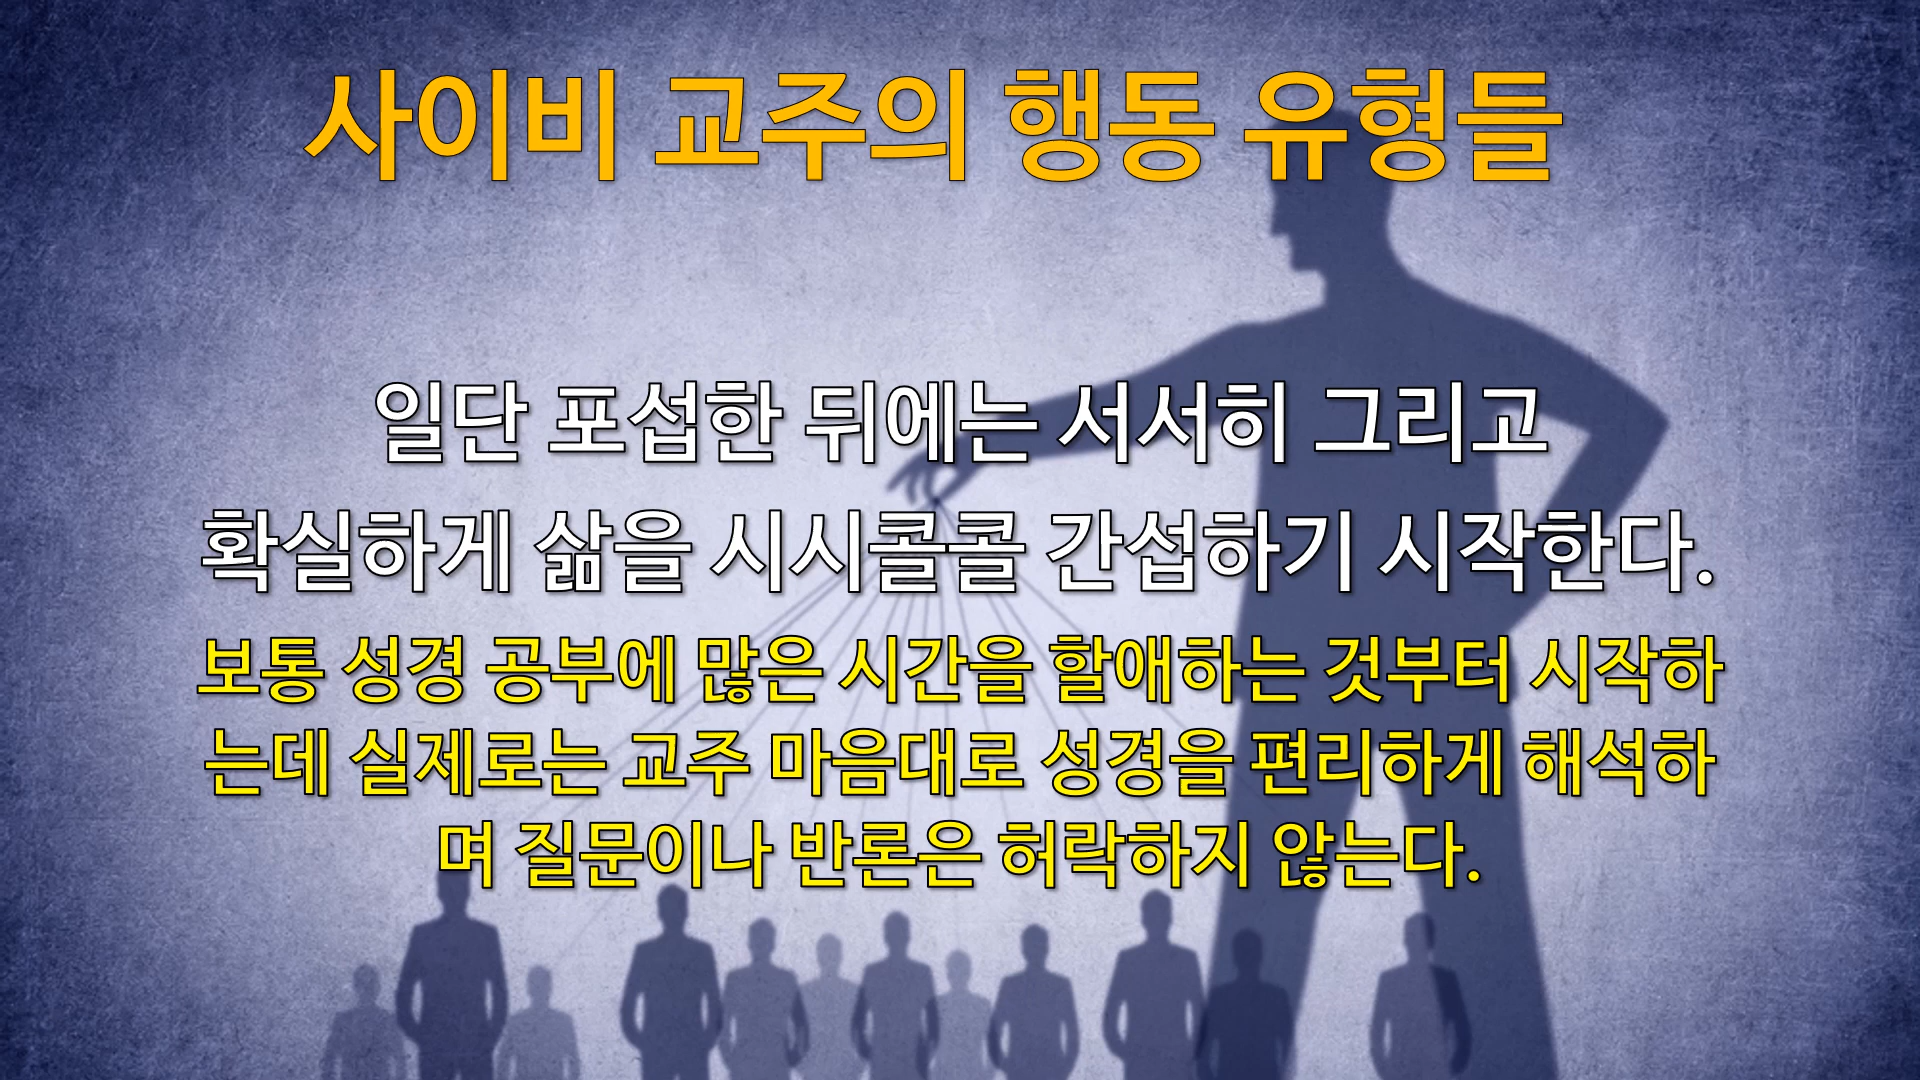 사이비 교주의 행동 유형들
일단 포섭한 뒤에는 서서히 그리고
확실하게 삶을 시시콜콜 간섭하기 시작한다.
보통 성경 공부에 많은 시간을 할애하는 것부터 시작하
는데 실제로는 교주 마음대로 성경을 편리하게 해석하
며 질문이나 반론은 허락하지 않는다.